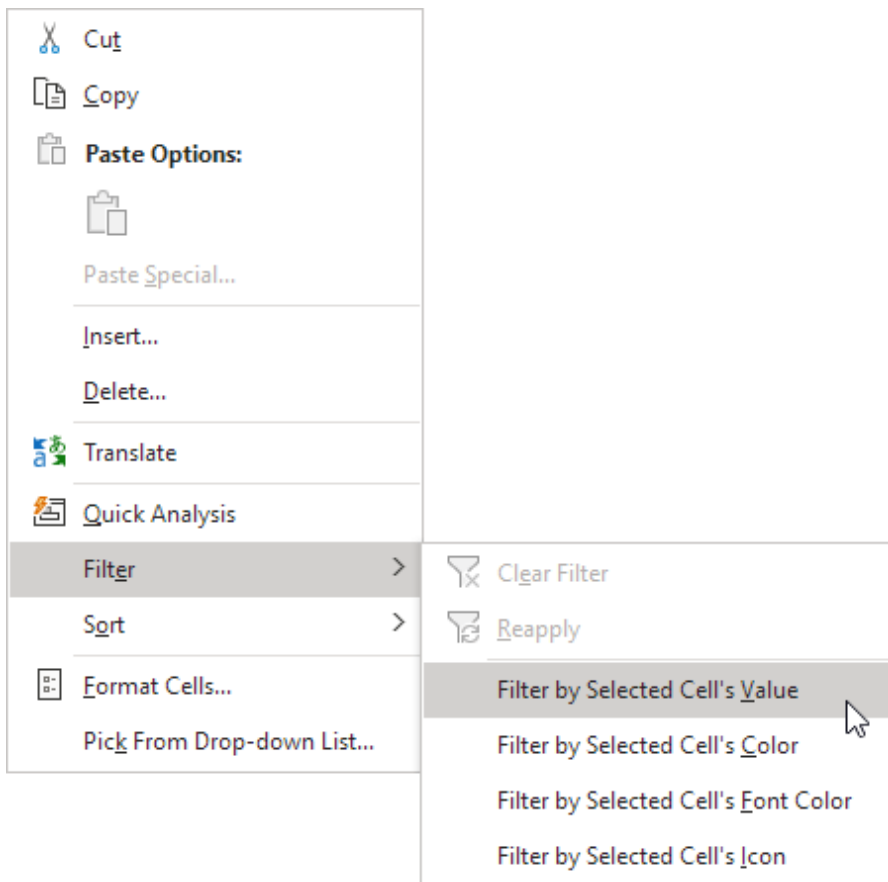 Cut
Copy
Paste Options:
Paste Special...
Insert...
Delete...
Translate
Quick Analysis
Filter
Sort
Format Cells...
Pick From Drop-down List...
Clear Filter
Reapply
Filter by Selected Cell's Value
Filter by Selected Cell's Color
Filter by Selected Cell's Font Color
Filter by Selected Cell's Icon